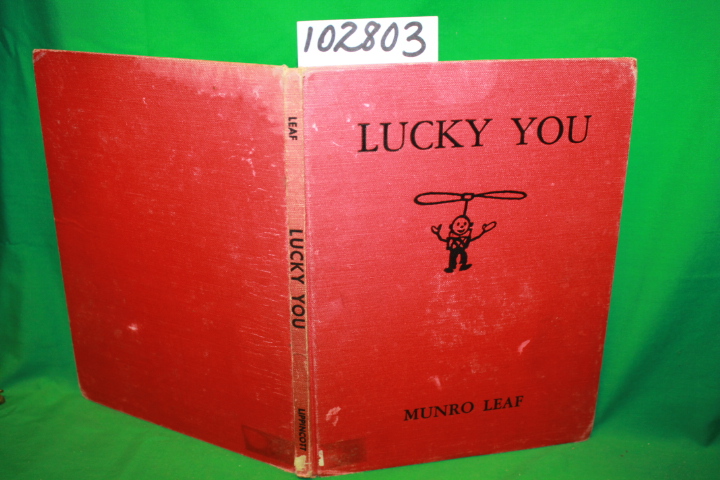 102803
LEAF
LUCKY YOU
LIPPINCOTT
LUCKY YOU
MUNRO LEAF